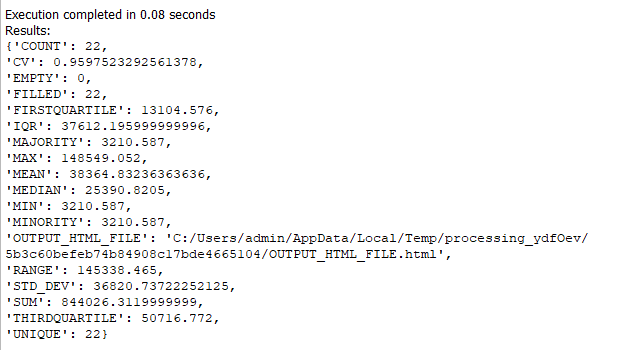 Execution completed in 0.08 seconds
Results:
{'COUNT': 22,
'CV': 0.9597523292561378,
'EMPTY': 0,
'FILLED': 22,
'FIRSTQUARTILE': 13104.576,
'IQR': 37612.195999999996,
'MAJORITY': 3210.587,
'MAX': 148549.052,
'MEAN': 38364.83236363636,
'MEDIAN': 25390.8205,
'MIN': 3210.587,
'MINORITY': 3210.587,
'OUTPUT_HTML_FILE': 'C:/Users/admin/AppData/Local/Temp/processing_ydfOev/
5b3c60befeb74b84908c17bde4665104/OUTPUT_HTML_FILE.html',
'RANGE': 145338.465,
'STD_DEV': 36820.73722252125,
'SUM': 844026.3119999999,
'THIRDQUARTILE': 50716.772,
'UNIQUE': 22}